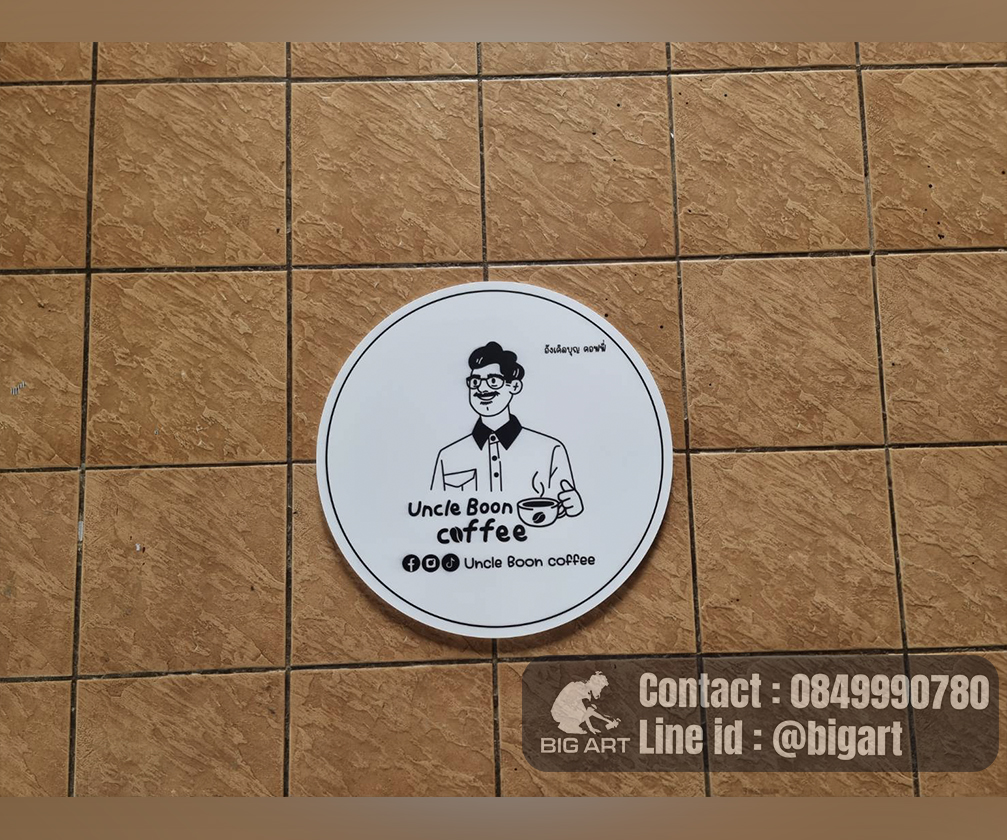 อังเคิลบุญ คอฟฟี่
Uncle Boon
coffee
Uncle Boon coffee
BIG ART
Contact : 0849990780
Line id : @bigart